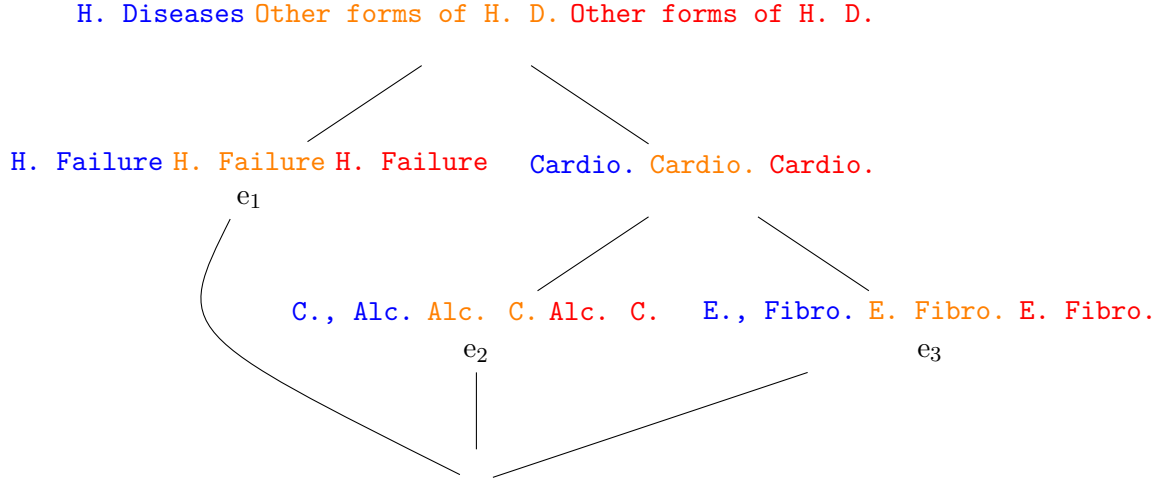 H. Diseases Other forms of H. D. Other forms of H. D.
H. Failure H. Failure H. Failure
e1
Cardio. Cardio. Cardio.
C., Alc. Alc. C. Alc. C.
e2
E., Fibro. E. Fibro. E. Fibro.
e3